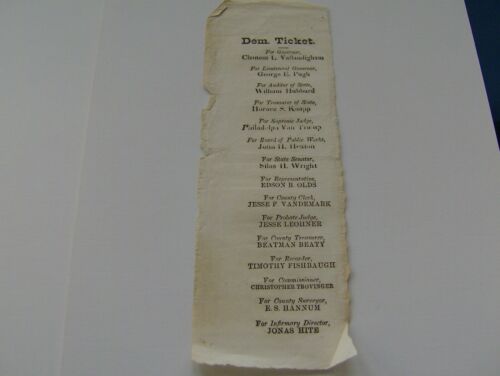 Dem. Ticket.
For Governor,
Clement L. Vallandigham
For Lieutenant Governor,
George E. Pugh
For Auditor of State,
William Hubbard
For Treasurer of State,
Horace S. Knapp
For Supreme Judge,
Philadelph Van Trump
For Board of Public Works,
John H. Heaton
For State Senator,
Silas H. Wright
For Representative,
EDSON B. OLDS
For County Clerk,
JESSE P. VANDEMARK
For Probate Judge,
JESSE LEOHNER
For County Treasurer,
BEATMAN BEATY
For Recorder,
TIMOTHY FISHBAUGH
For Commissioner,
CHRISTOPHER TROVINGER
For County Surveyor,
E. S. HANNUM
For Infirmary Director,
JONAS HITE